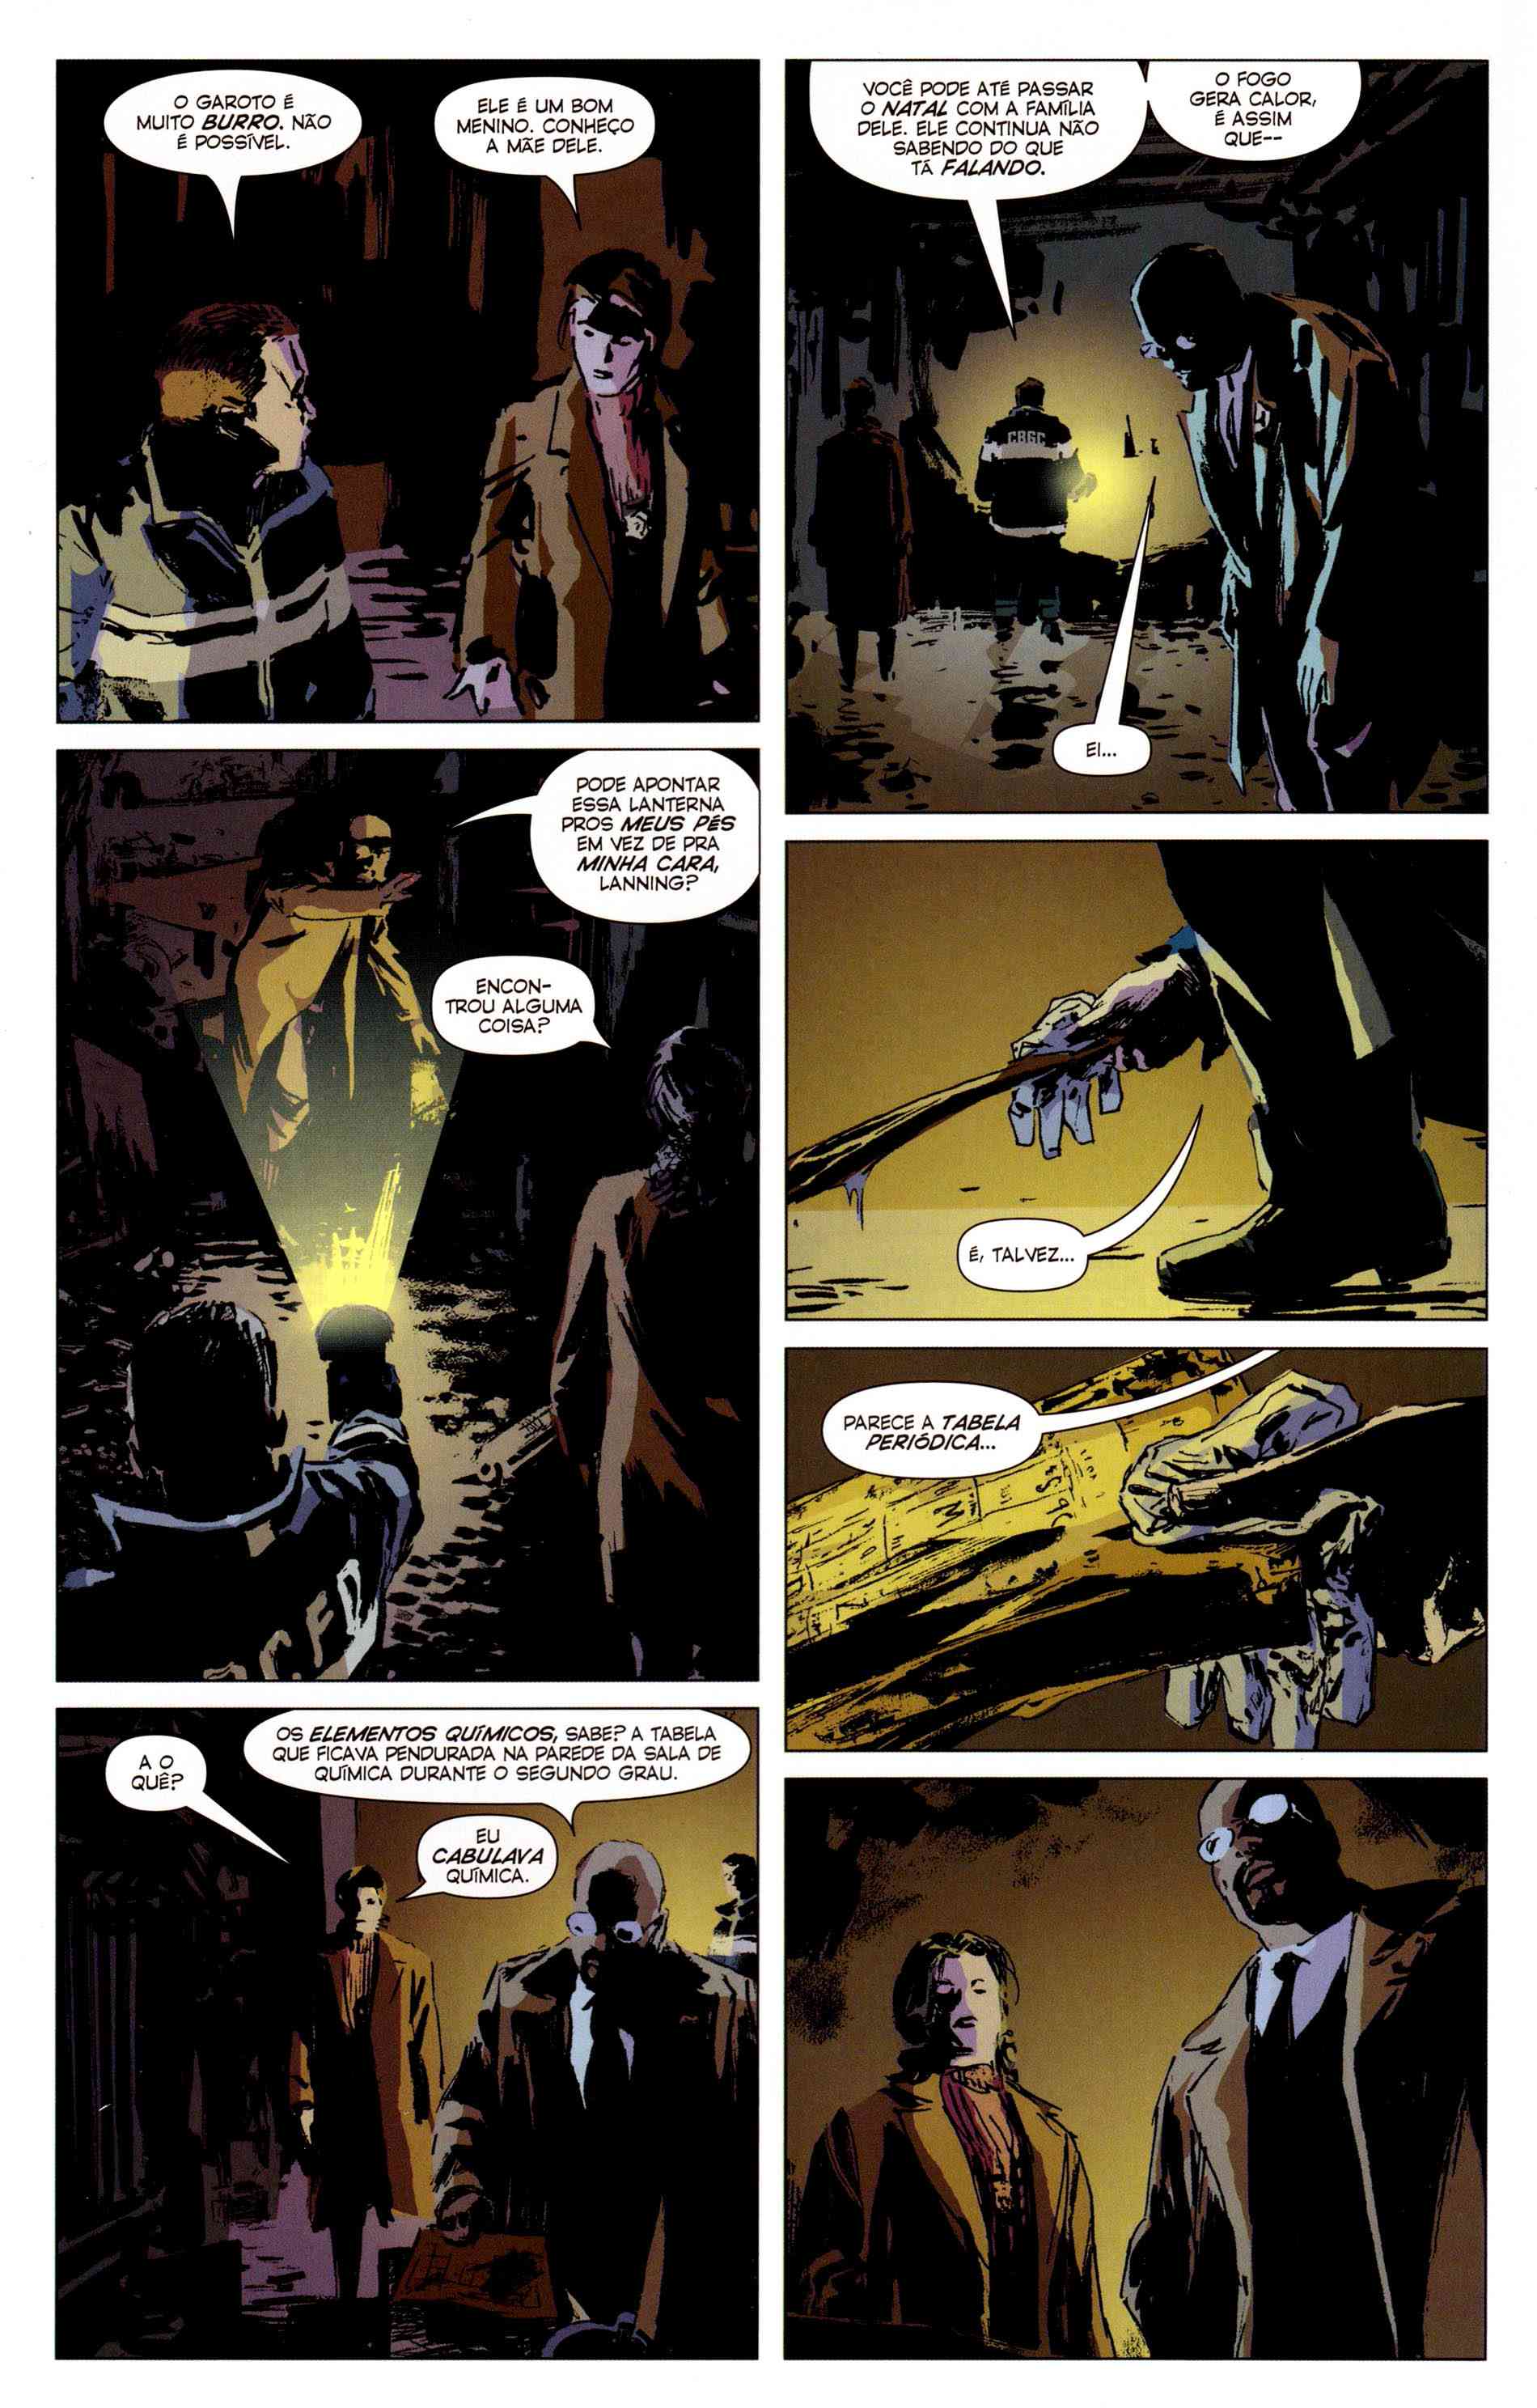 O GAROTO É
MUITO BURRO. NÃO
É POSSÍVEL.
ELE É UM BOM
MENINO. CONHEÇO
A MÃE DELE.
VOCÊ PODE ATÉ PASSAR
O NATAL COM A FAMÍLIA
DELE. ELE CONTINUA NÃO
SABENDO DO QUE
TÁ FALANDO.
O FOGO
GERA CALOR,
É ASSIM
QUE--
CBGC
EI...
PODE APONTAR
ESSA LANTERNA
PROS MEUS PÉS
EM VEZ DE PRA
MINHA CARA,
LANNING?
ENCON-
TROU ALGUMA
COISA?
C.F.D
É, TALVEZ...
PARECE A TABELA
PERIÓDICA...
A O
QUÊ?
OS ELEMENTOS QUÍMICOS, SABE? A TABELA
QUE FICAVA PENDURADA NA PAREDE DA SALA DE
QUÍMICA DURANTE O SEGUNDO GRAU.
EU
CABULAVA
QUÍMICA.